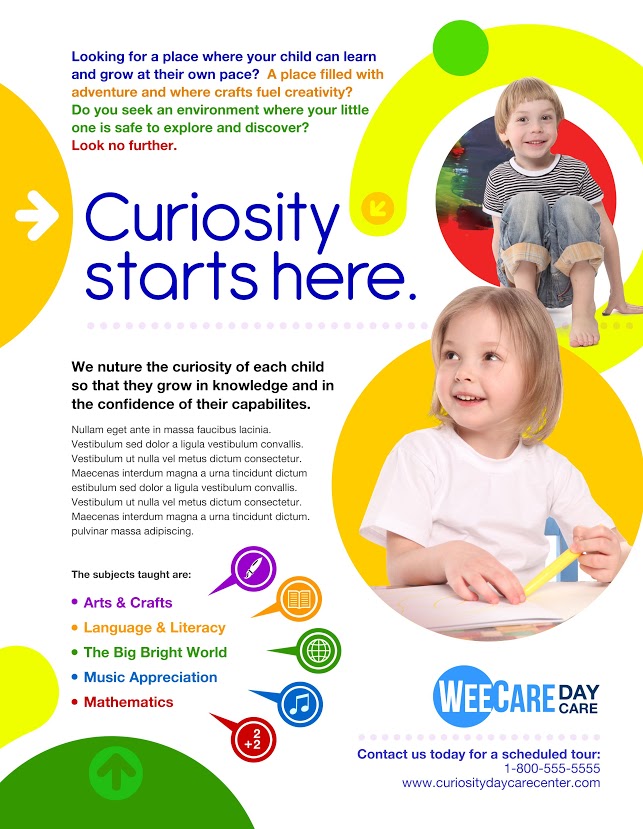 Looking for a place where your child can learn
and grow at their own pace?  A place filled with
adventure and where crafts fuel creativity?
Do you seek an environment where your little
one is safe to explore and discover?
Look no further.
Curiosity
starts here.
We nuture the curiosity of each child
so that they grow in knowledge and in
the confidence of their capabilites.
Nullam eget ante in massa faucibus lacinia.
Vestibulum sed dolor a ligula vestibulum convallis.
Vestibulum ut nulla vel metus dictum consectetur.
Maecenas interdum magna a urna tincidunt dictum
estibulum sed dolor a ligula vestibulum convallis.
Vestibulum ut nulla vel metus dictum consectetur.
Maecenas interdum magna a urna tincidunt dictum.
pulvinar massa adipiscing.
The subjects taught are:
• Arts & Crafts
• Language & Literacy
• The Big Bright World
• Music Appreciation
• Mathematics
2
+2
WEECARE DAY
CARE
Contact us today for a scheduled tour:
1-800-555-5555
www.curiositydaycarecenter.com